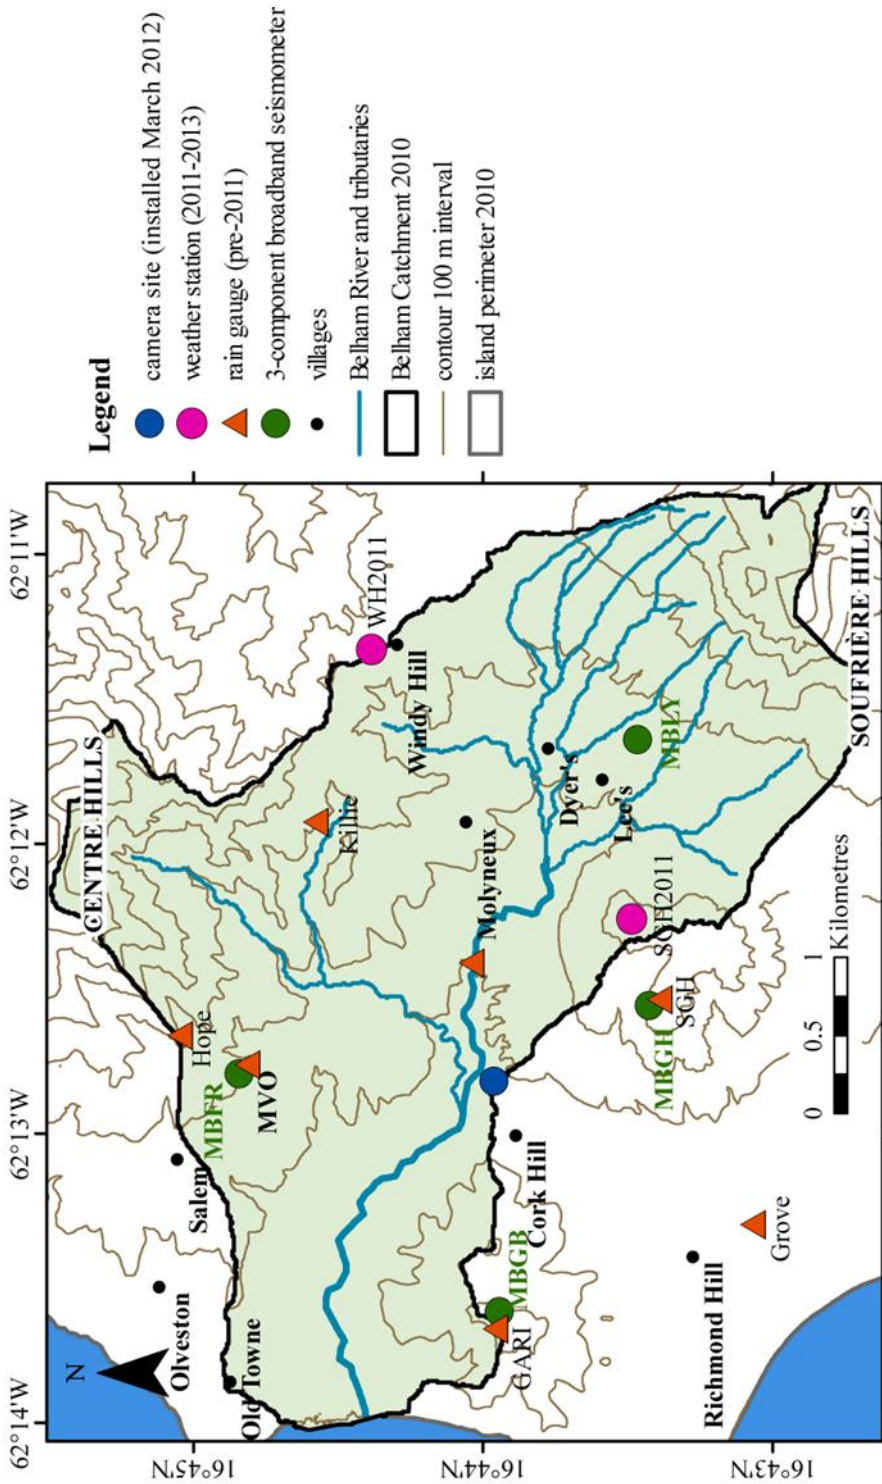 62°14'W
62°13'W
62°12'W
62°11'W
16°45'N
16°44'N
16°43'N
N
CENTRE HILLS
Hope
Salem
Olveston
MBFR
MVO
Old Towne
Killie
WH2011
Windy Hill
Molyneux
MBGB
GARI
Cork Hill
Dyer's
Lee's
MBLY
SGH2011
MBGH
SGH
Richmond Hill
Grove
SOUFRIÈRE HILLS
0 0.5 1
Kilometres
Legend
camera site (installed March 2012)
weather station (2011-2013)
rain gauge (pre-2011)
3-component broadband seismometer
villages
Belham River and tributaries
Belham Catchment 2010
contour 100 m interval
island perimeter 2010